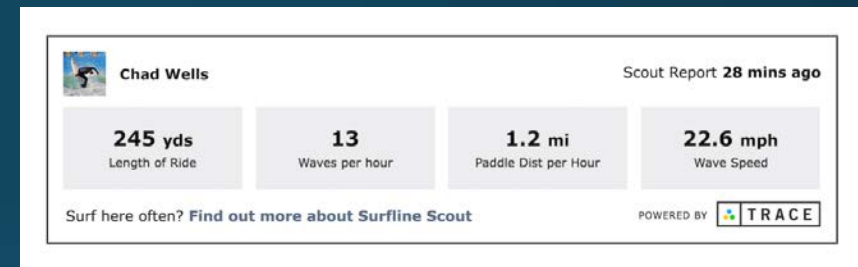 Chad Wells
Scout Report 28 mins ago
245 yds
Length of Ride
13
Waves per hour
1.2 mi
Paddle Dist per Hour
22.6 mph
Wave Speed
Surf here often? Find out more about Surfline Scout
POWERED BY TRACE